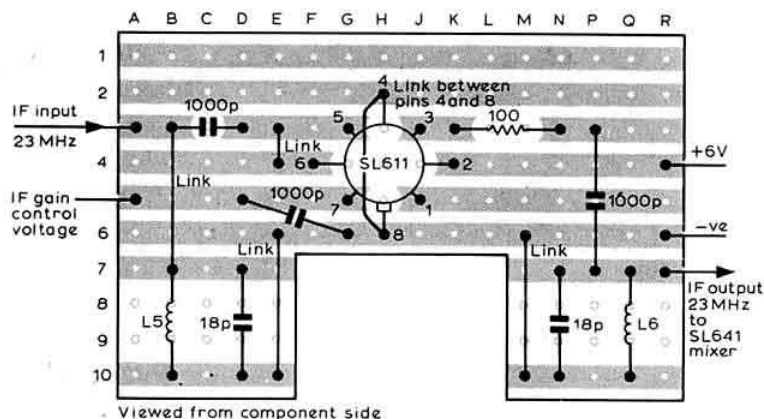 A B C D E F G H J K L M N P Q R
1
2
4
Link between
pins 4 and 8
IF input
23 MHz
1000p
5
3
100
Link
4
6
SL611
2
+6V
Link
1000p
1000p
IF gain
control
voltage
7
1
6
8
-ve
Link
Link
7
IF output
23 MHz
to
SL641
mixer
8
L5
18p
18p
L6
9
10
Viewed from component side